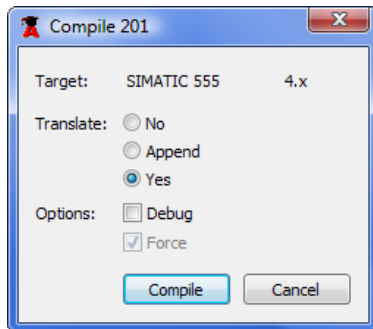 Compile 201
Target: SIMATIC 555 4.x
Translate: No
Append
Yes
Options: Debug
Force
Compile Cancel